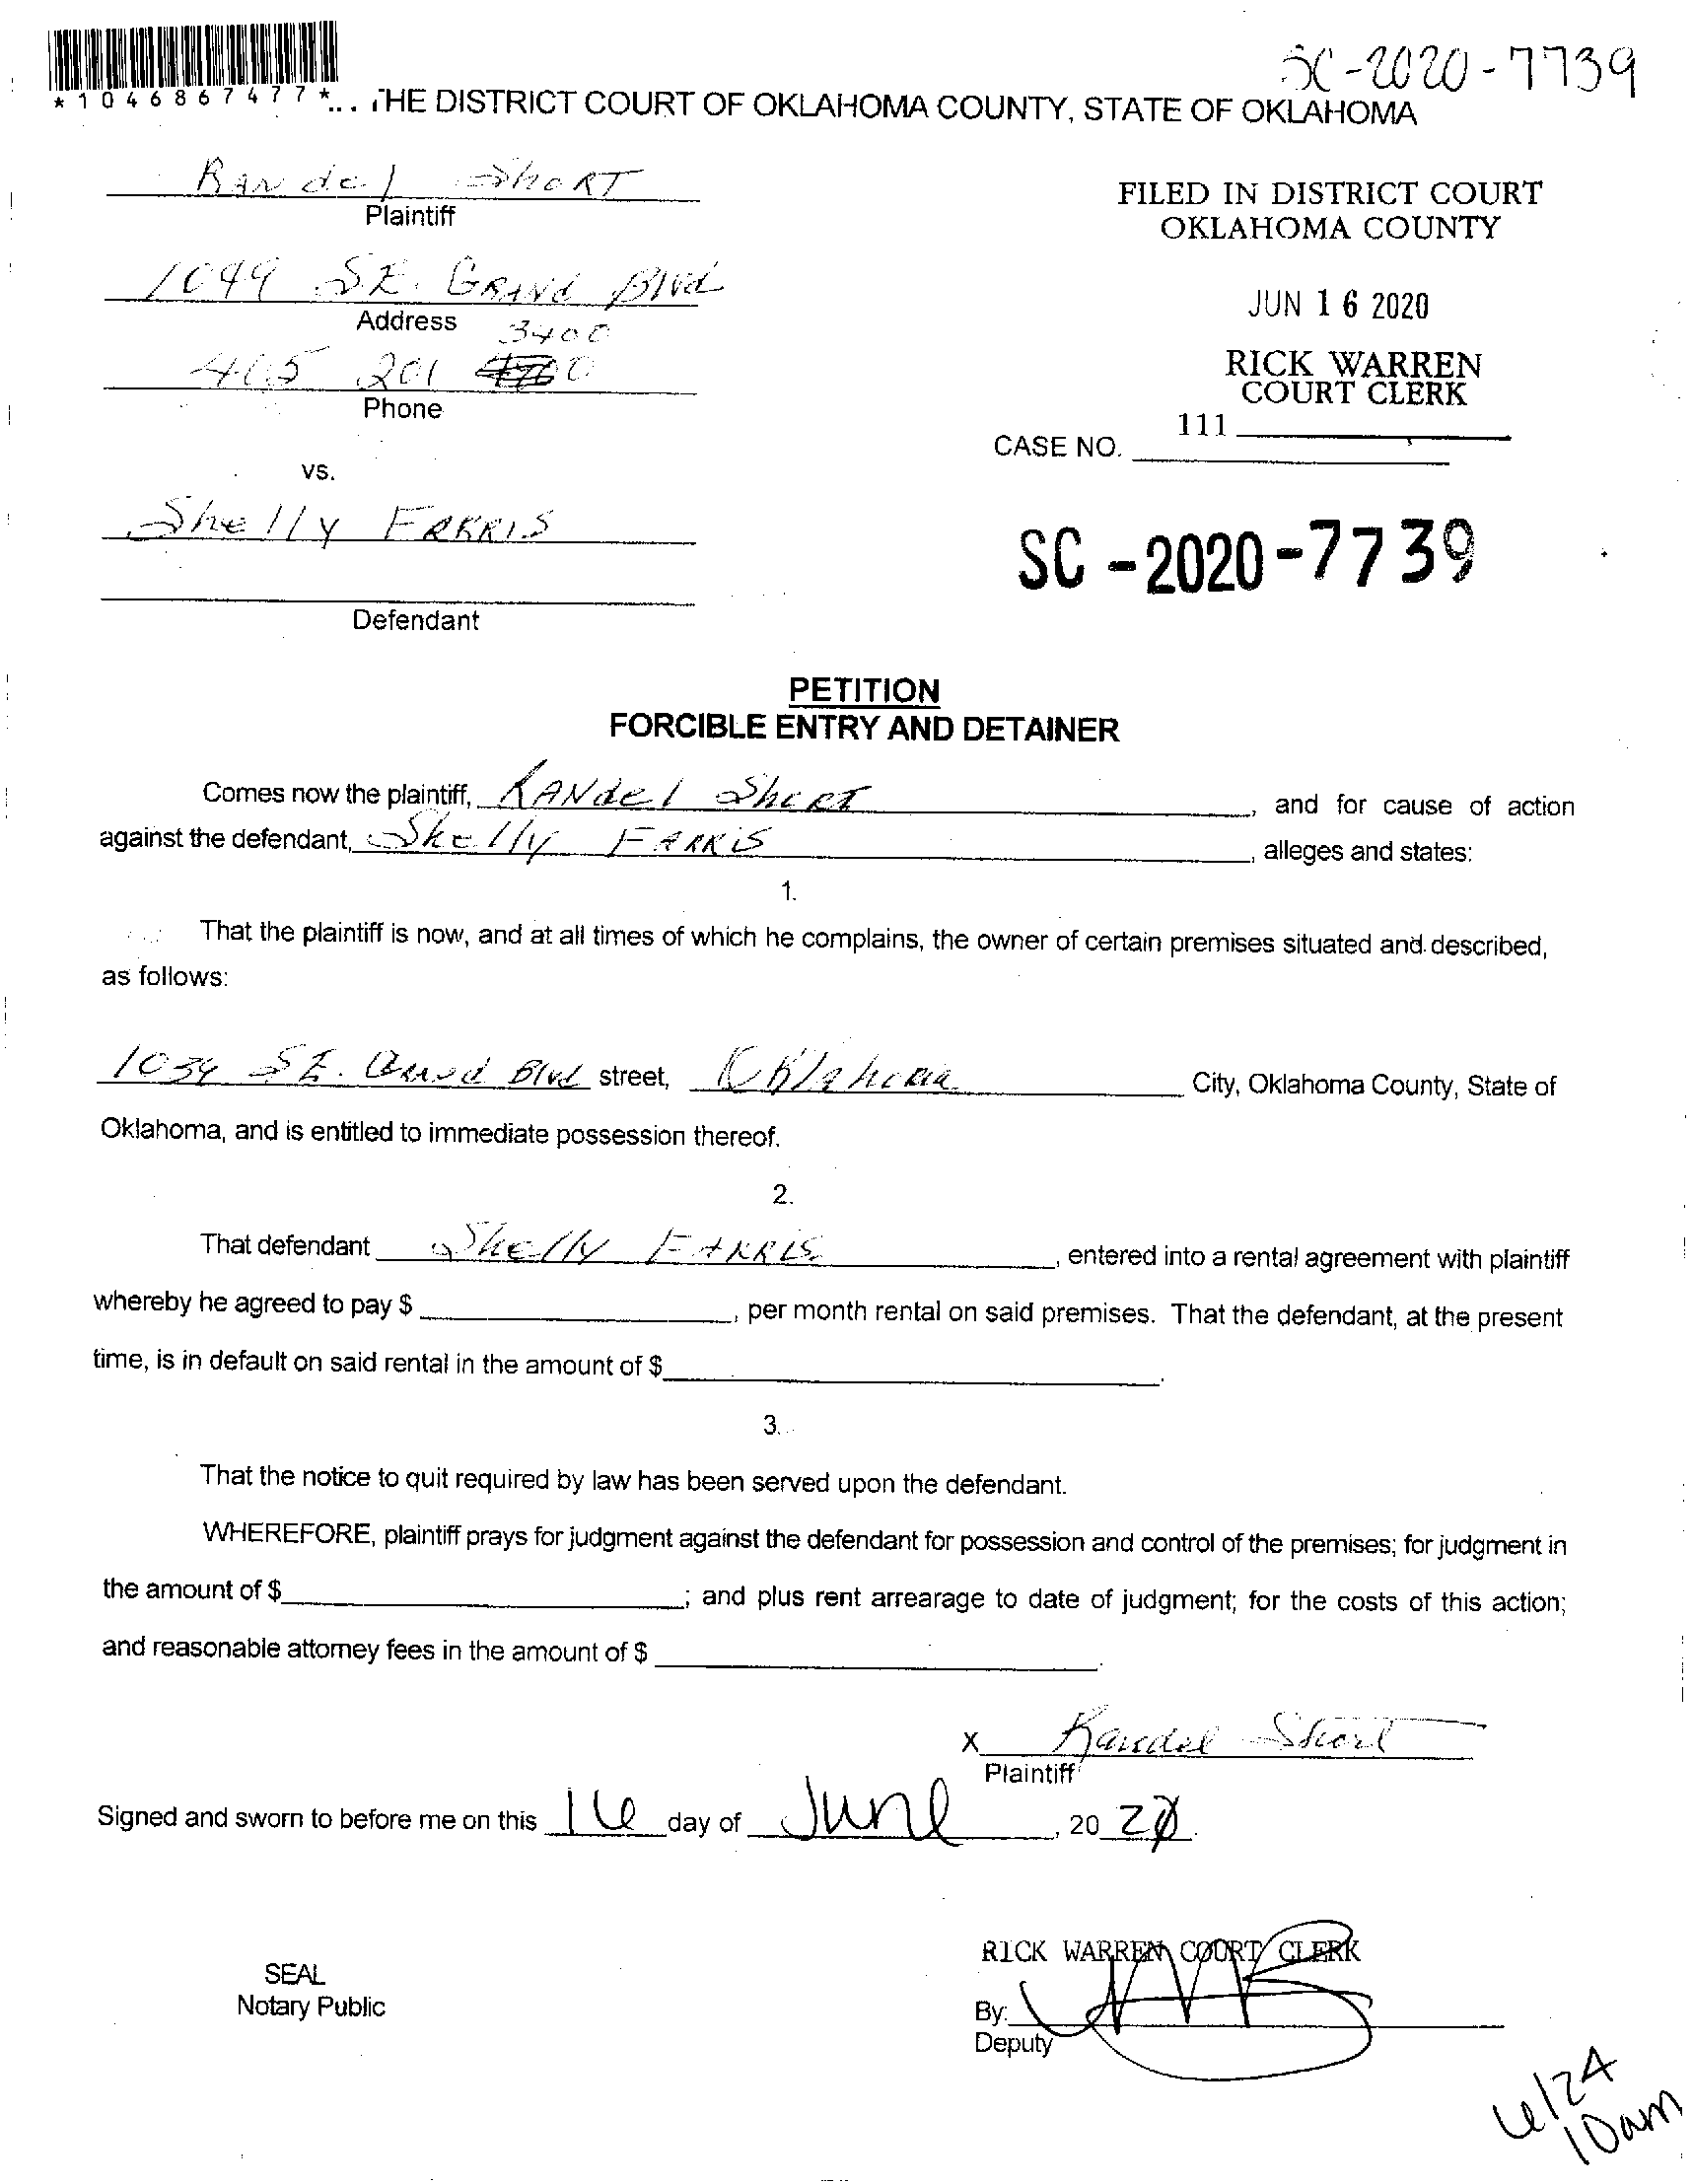 SC-2020-7739
*1046867477*
THE DISTRICT COURT OF OKLAHOMA COUNTY, STATE OF OKLAHOMA
RANdel ShoRT
Plaintiff
FILED IN DISTRICT COURT
OKLAHOMA COUNTY
1049 S.E. GRANd Blvd
Address
JUN 16 2020
3400
405 201
Phone
RICK WARREN
COURT CLERK
111
CASE NO.
vs.
Shelly FARRIS
SC-2020-7739
Defendant
PETITION
FORCIBLE ENTRY AND DETAINER
Comes now the plaintiff, RANdel ShoRT, and for cause of action
against the defendant, Shelly FARRiS, alleges and states:
1.
That the plaintiff is now, and at all times of which he complains, the owner of certain premises situated and described,
as follows:
1034 S.E. Grand Blvd street, Oklahoma City, Oklahoma County, State of
Oklahoma, and is entitled to immediate possession thereof.
2.
That defendant Shelly FARRIS, entered into a rental agreement with plaintiff
whereby he agreed to pay $ , per month rental on said premises. That the defendant, at the present
time, is in default on said rental in the amount of $ .
3.
That the notice to quit required by law has been served upon the defendant.
WHEREFORE, plaintiff prays for judgment against the defendant for possession and control of the premises; for judgment in
the amount of $ ; and plus rent arrearage to date of judgment; for the costs of this action;
and reasonable attorney fees in the amount of $ .
X Randel Short
Plaintiff
Signed and sworn to before me on this 16 day of June, 20 20.
RICK WARREN COURT CLERK
SEAL
Notary Public
By:
Deputy
6/24
10am